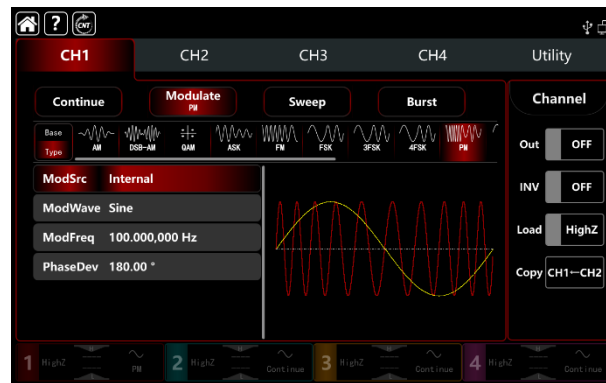 ? CNT
CH1 CH2 CH3 CH4 Utility
Continue Modulate Sweep Burst Channel
PM
Base
Type AM DSB-AM QAM ASK FM FSK 3FSK 4FSK PM
Out OFF
ModSrc Internal
INV OFF
ModWave Sine
ModFreq 100.000,000 Hz
Load HighZ
PhaseDev 180.00 °
Copy CH1←CH2
1 HighZ PM 2 HighZ Continue 3 HighZ Continue 4 HighZ Continue